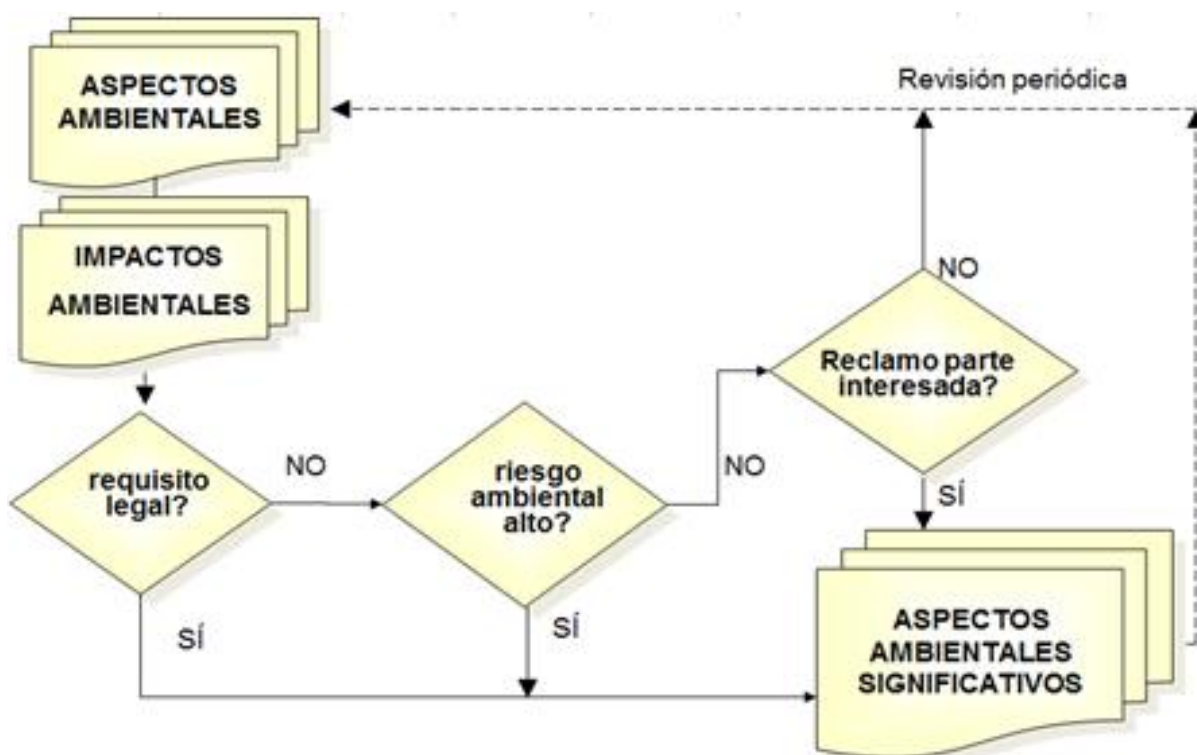 ASPECTOS
AMBIENTALES
Revisión periódica
IMPACTOS
AMBIENTALES
NO
Reclamo parte
interesada?
requisito
legal?
NO
riesgo
ambiental
alto?
NO
SÍ
SÍ
SÍ
ASPECTOS
AMBIENTALES
SIGNIFICATIVOS